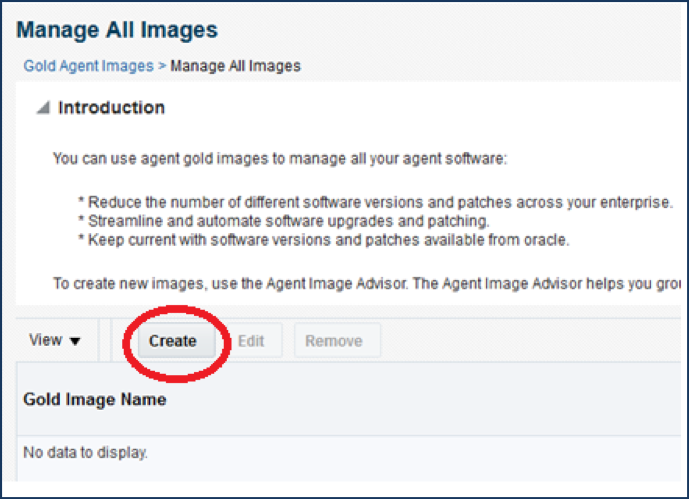 Manage All Images
Gold Agent Images > Manage All Images
Introduction
You can use agent gold images to manage all your agent software:
* Reduce the number of different software versions and patches across your enterprise.
* Streamline and automate software upgrades and patching.
* Keep current with software versions and patches available from oracle.
To create new images, use the Agent Image Advisor. The Agent Image Advisor helps you
View Create Edit Remove
Gold Image Name
No data to display.